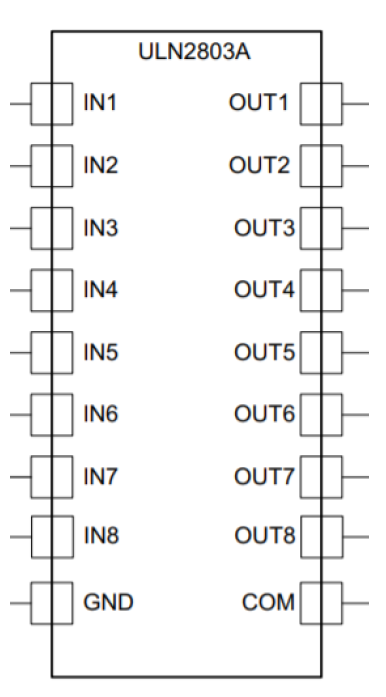 ULN2803A
IN1 OUT1
IN2 OUT2
IN3 OUT3
IN4 OUT4
IN5 OUT5
IN6 OUT6
IN7 OUT7
IN8 OUT8
GND COM